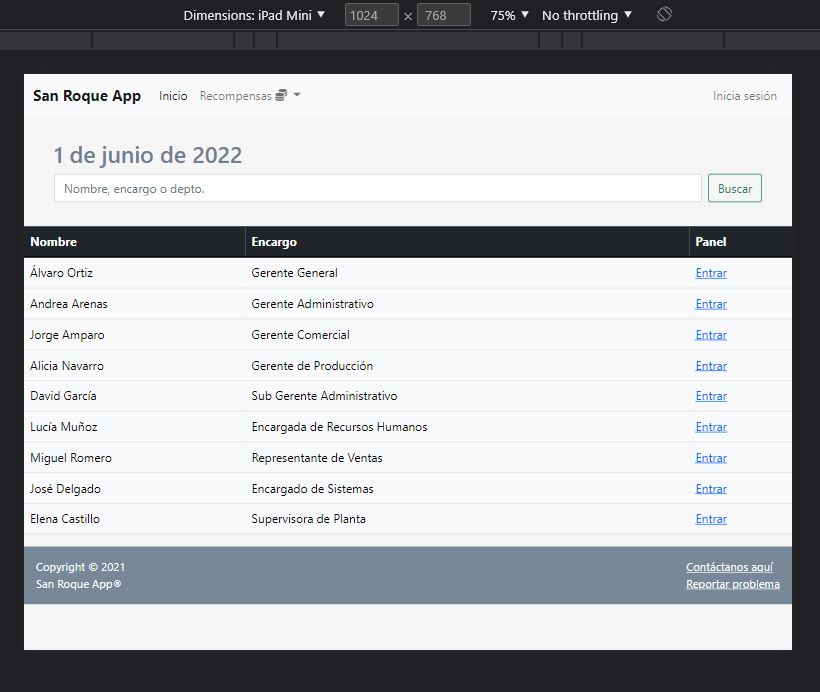 Dimensions: iPad Mini ▼ 1024 × 768 75% ▼ No throttling ▼
San Roque App Inicio Recompensas Inicia sesión
1 de junio de 2022
Nombre, encargo o depto. Buscar
Nombre Encargo Panel
Álvaro Ortiz Gerente General Entrar
Andrea Arenas Gerente Administrativo Entrar
Jorge Amparo Gerente Comercial Entrar
Alicia Navarro Gerente de Producción Entrar
David García Sub Gerente Administrativo Entrar
Lucía Muñoz Encargada de Recursos Humanos Entrar
Miguel Romero Representante de Ventas Entrar
José Delgado Encargado de Sistemas Entrar
Elena Castillo Supervisora de Planta Entrar
Copyright © 2021 Contáctanos aquí
San Roque App® Reportar problema